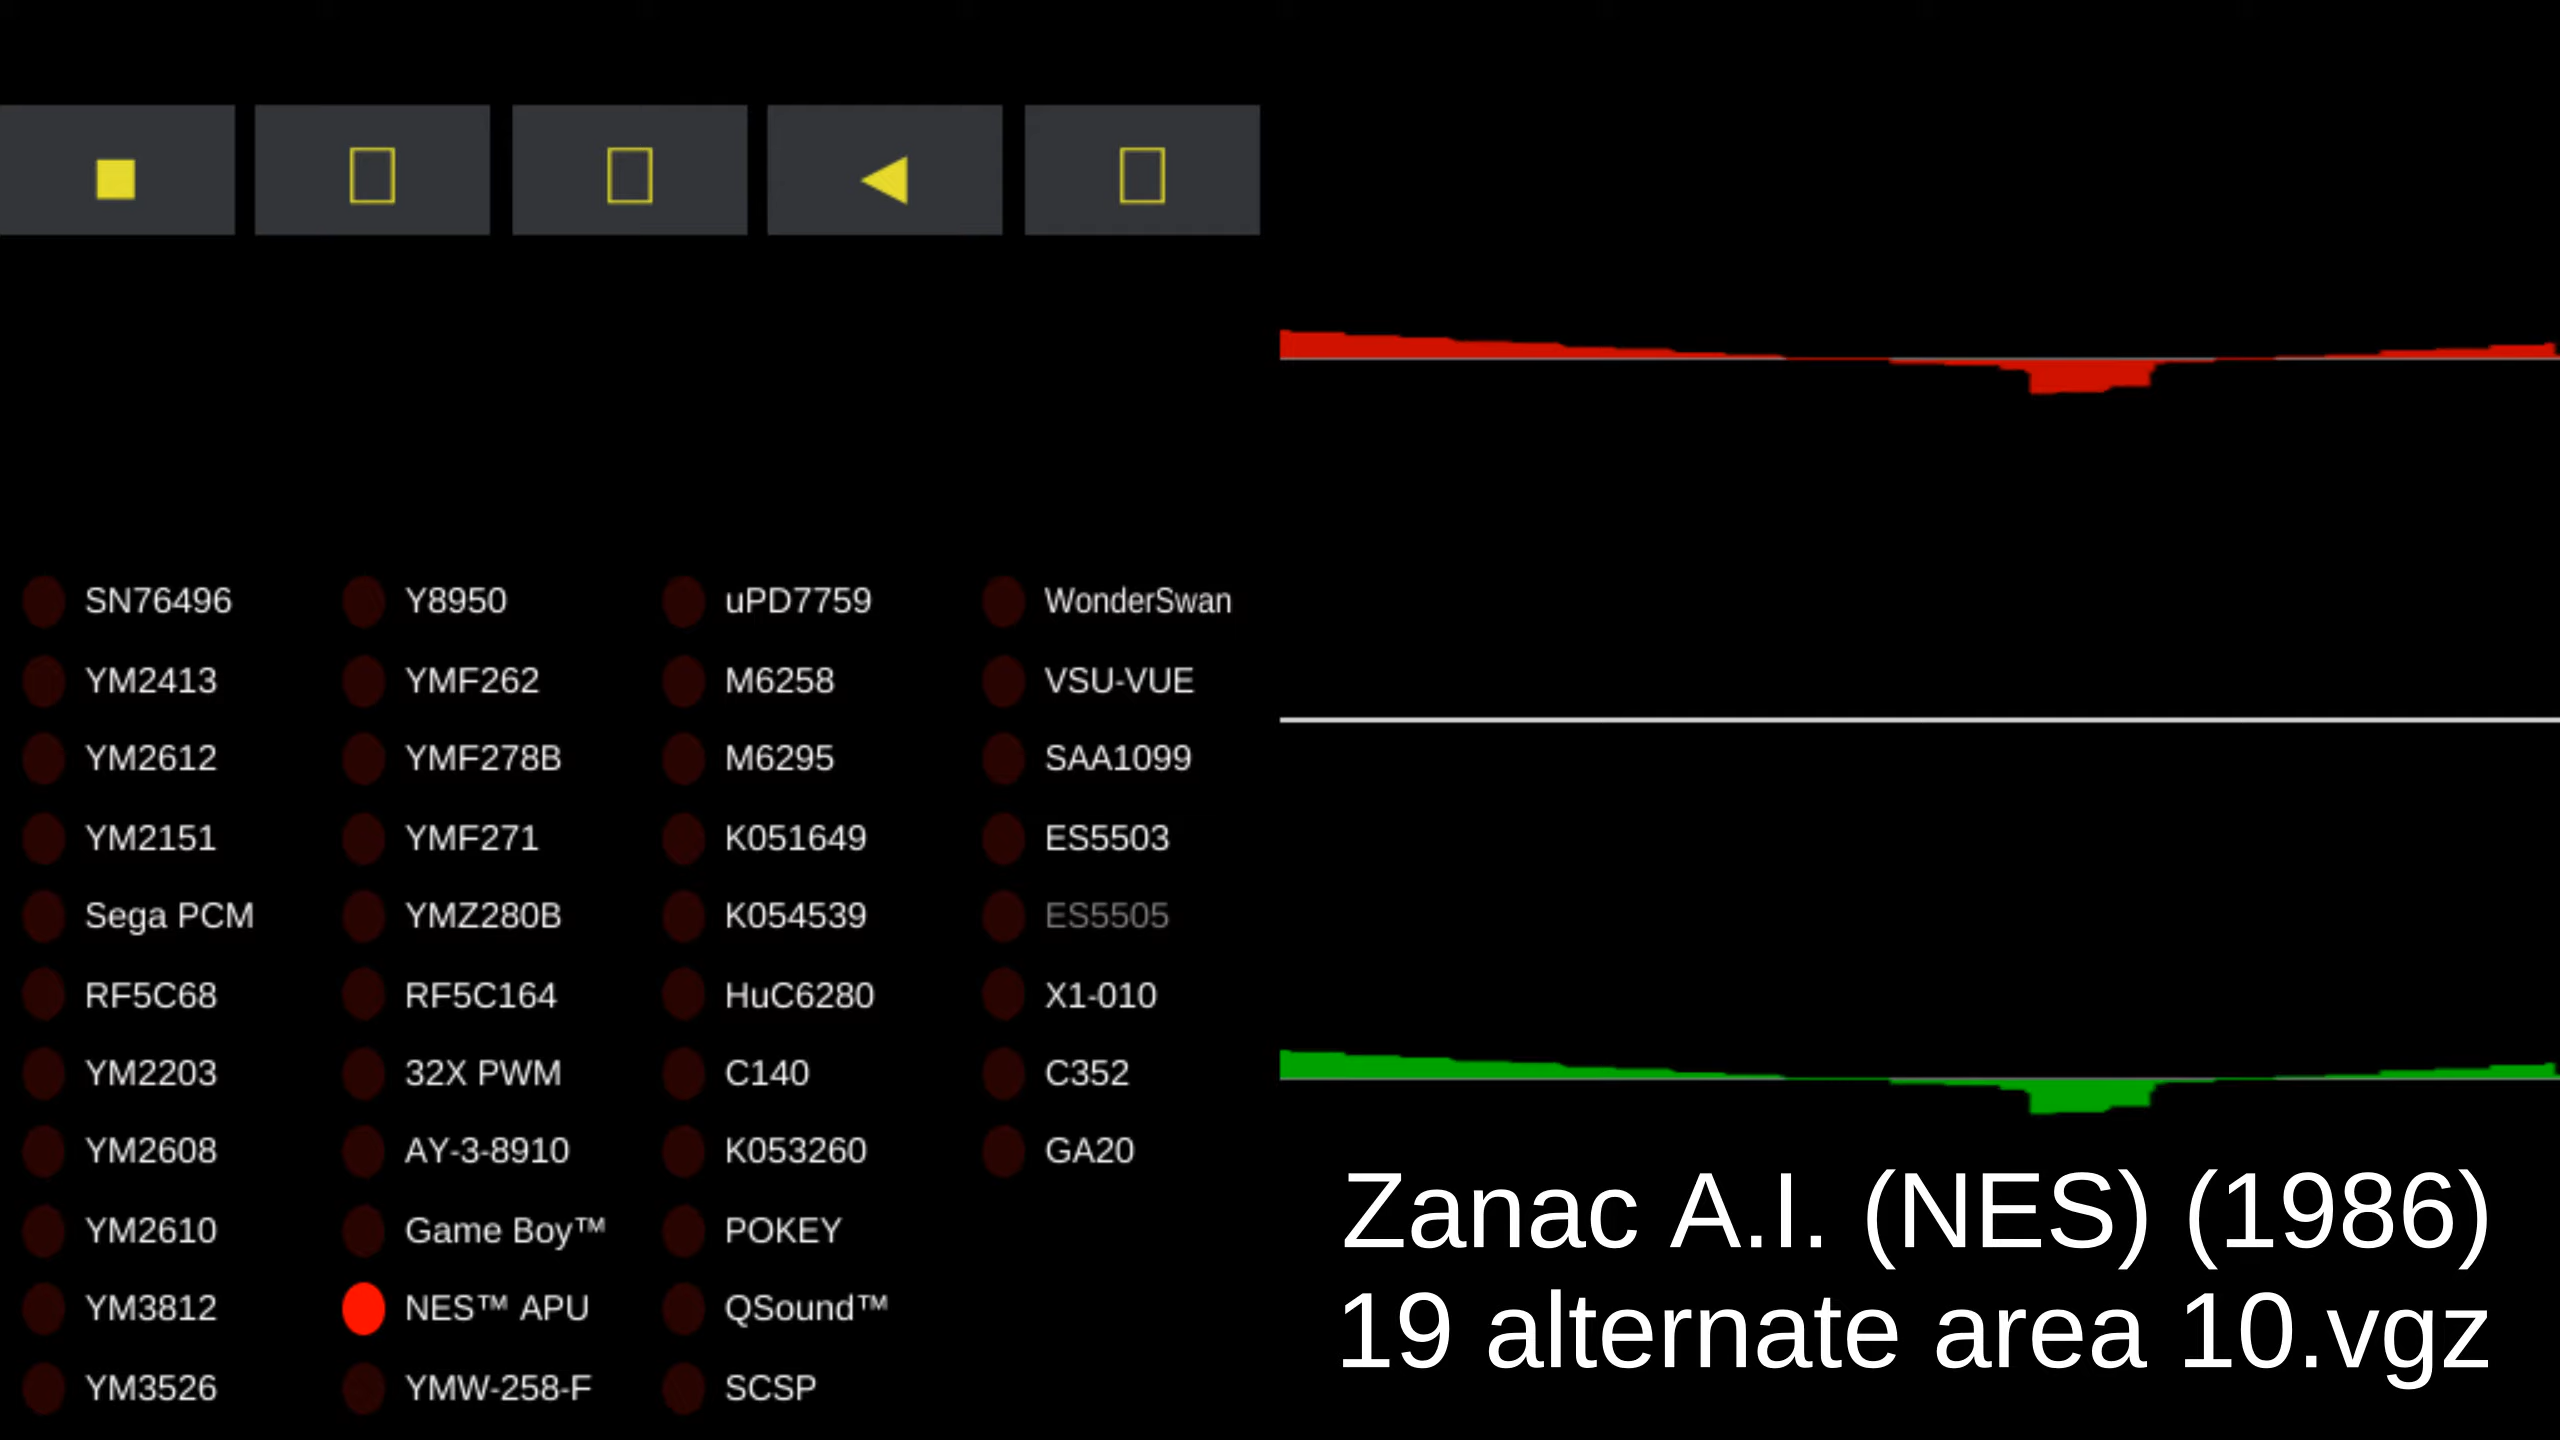 SN76496
YM2413
YM2612
YM2151
Sega PCM
RF5C68
YM2203
YM2608
YM2610
YM3812
YM3526
Y8950
YMF262
YMF278B
YMF271
YMZ280B
RF5C164
32X PWM
AY-3-8910
Game Boy™
NES™ APU
YMW-258-F
uPD7759
M6258
M6295
K051649
K054539
HuC6280
C140
K053260
POKEY
QSound™
SCSP
WonderSwan
VSU-VUE
SAA1099
ES5503
ES5505
X1-010
C352
GA20
Zanac A.I. (NES) (1986)
19 alternate area 10.vgz